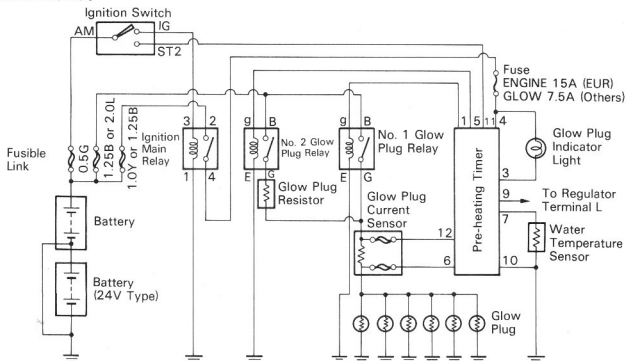 Ignition Switch
AM
IG
ST2
Fuse
ENGINE 15A (EUR)
GLOW 7.5A (Others)
Fusible
Link
0.5G
1.25B or 2.0L
1.0Y or 1.25B
Ignition
Main
Relay
3 2
1 4
g B
No. 2 Glow
Plug Relay
E G
Glow Plug
Resistor
g B
No. 1 Glow
Plug Relay
E G
Glow Plug
Current
Sensor
1 5 11 4
Pre-heating Timer
12
6
3
9
7
10
Glow Plug
Indicator
Light
To Regulator
Terminal L
Water
Temperature
Sensor
Battery
Battery
(24V Type)
Glow
Plug